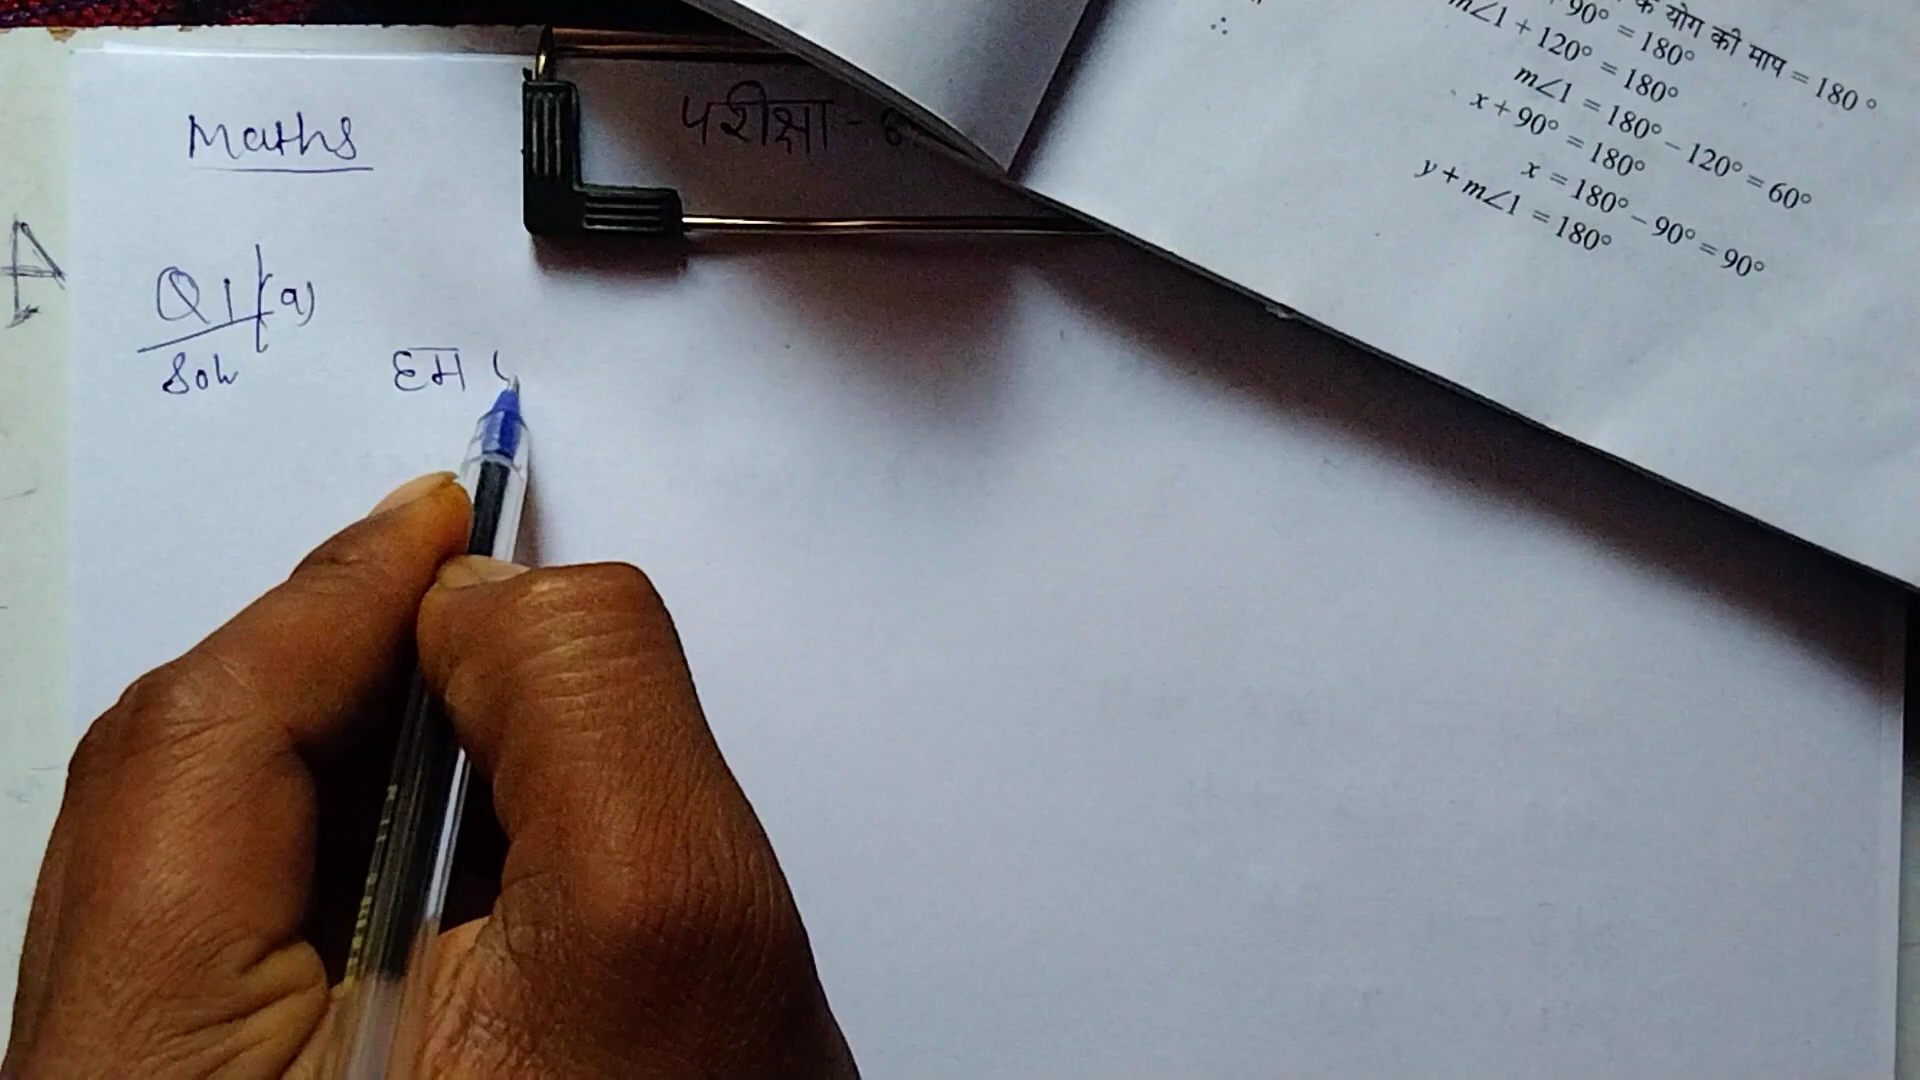 Maths
परीक्षा -
A
Q1 (a)
Soln
हम
के योग की माप = 180°
90° = 180°
m∠1 + 120° = 180°
m∠1 = 180° – 120° = 60°
x + 90° = 180°
x = 180° – 90° = 90°
y + m∠1 = 180°
∴